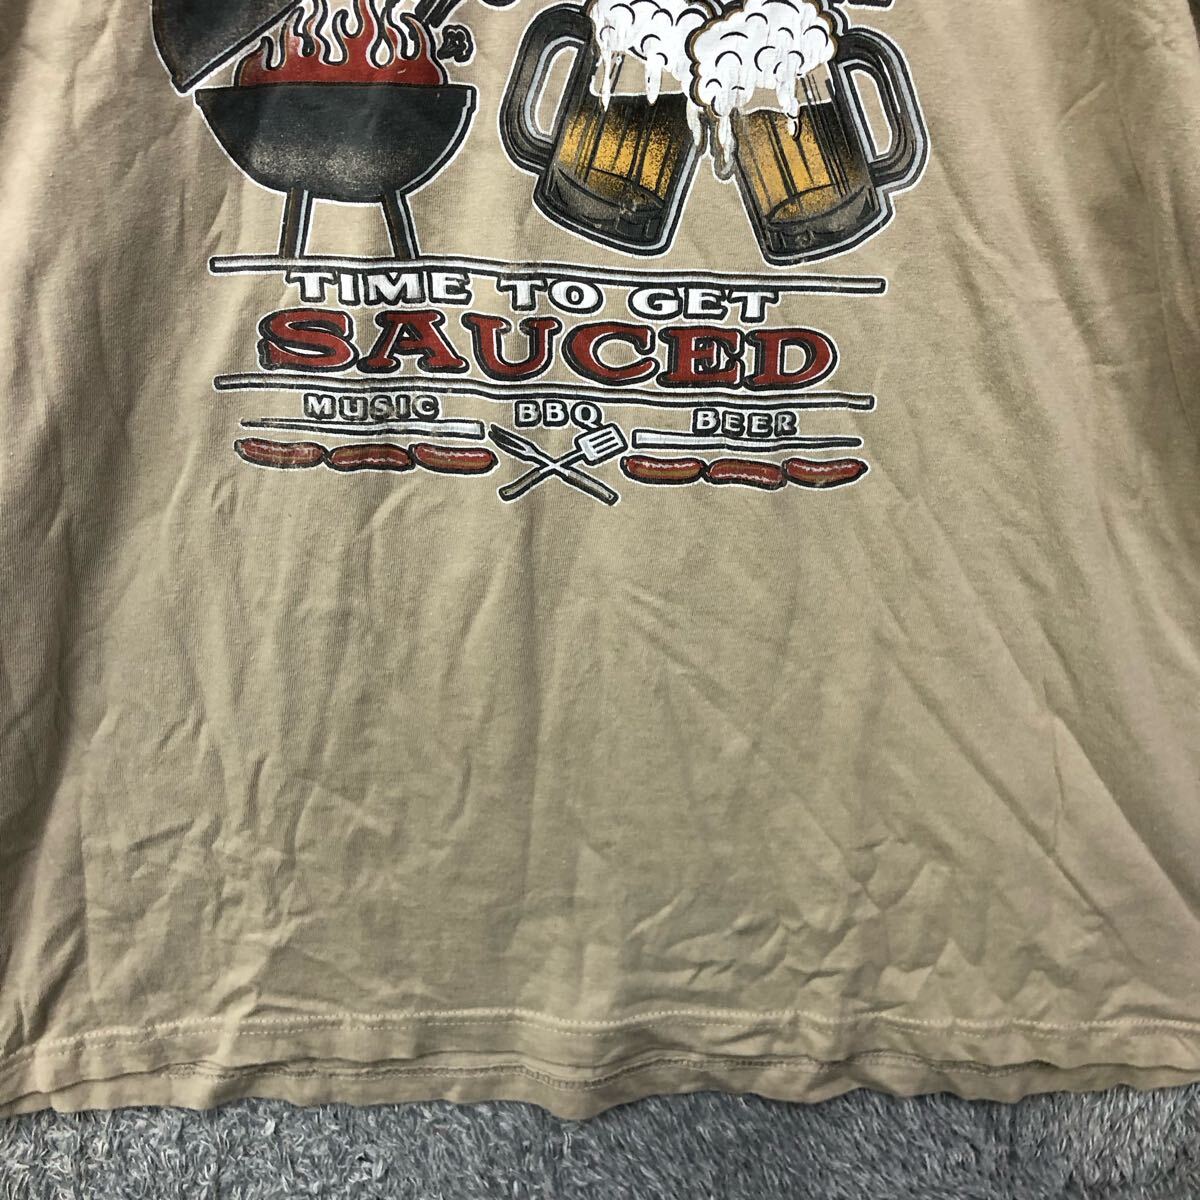 TIME TO GET
SAUCED
MUSIC BBQ BEER